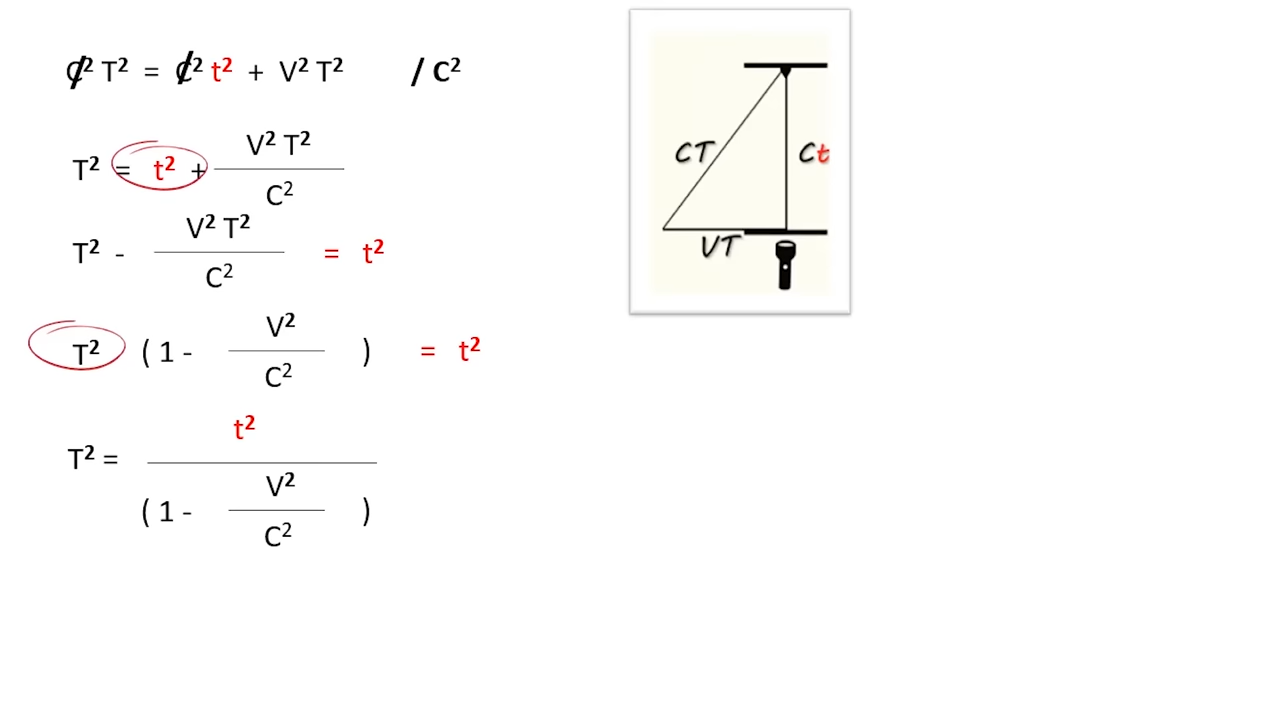 C² T² = C² t² + V² T² / C²
T² = t² + V² T² / C²
T² - V² T² / C² = t²
T² ( 1 - V² / C² ) = t²
T² = t² / ( 1 - V² / C² )
CT
Ct
VT